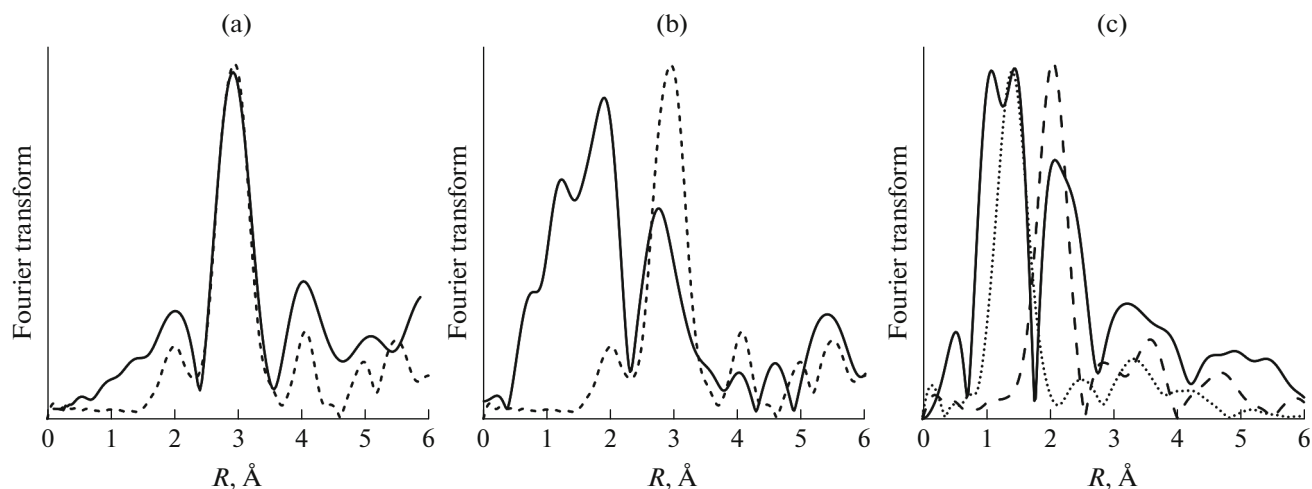 (a)
(b)
(c)
Fourier transform
Fourier transform
Fourier transform
0 1 2 3 4 5 6
0 1 2 3 4 5 6
0 1 2 3 4 5 6
R, Å
R, Å
R, Å